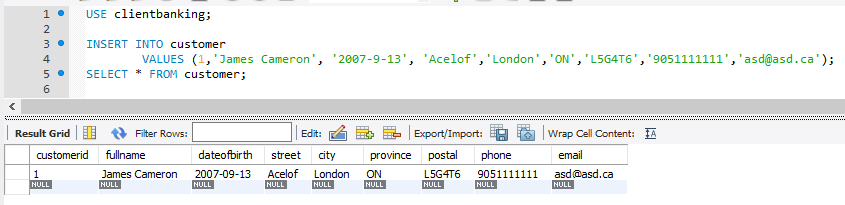 1 USE clientbanking;
2
3 INSERT INTO customer
4 VALUES (1,'James Cameron', '2007-9-13', 'Acelof','London','ON','L5G4T6','9051111111','asd@asd.ca');
5 SELECT * FROM customer;
6
Result Grid Filter Rows: Edit: Export/Import: Wrap Cell Content: IA
customerid fullname dateofbirth street city province postal phone email
1 James Cameron 2007-09-13 Acelof London ON L5G4T6 9051111111 asd@asd.ca
NULL NULL NULL NULL NULL NULL NULL NULL NULL